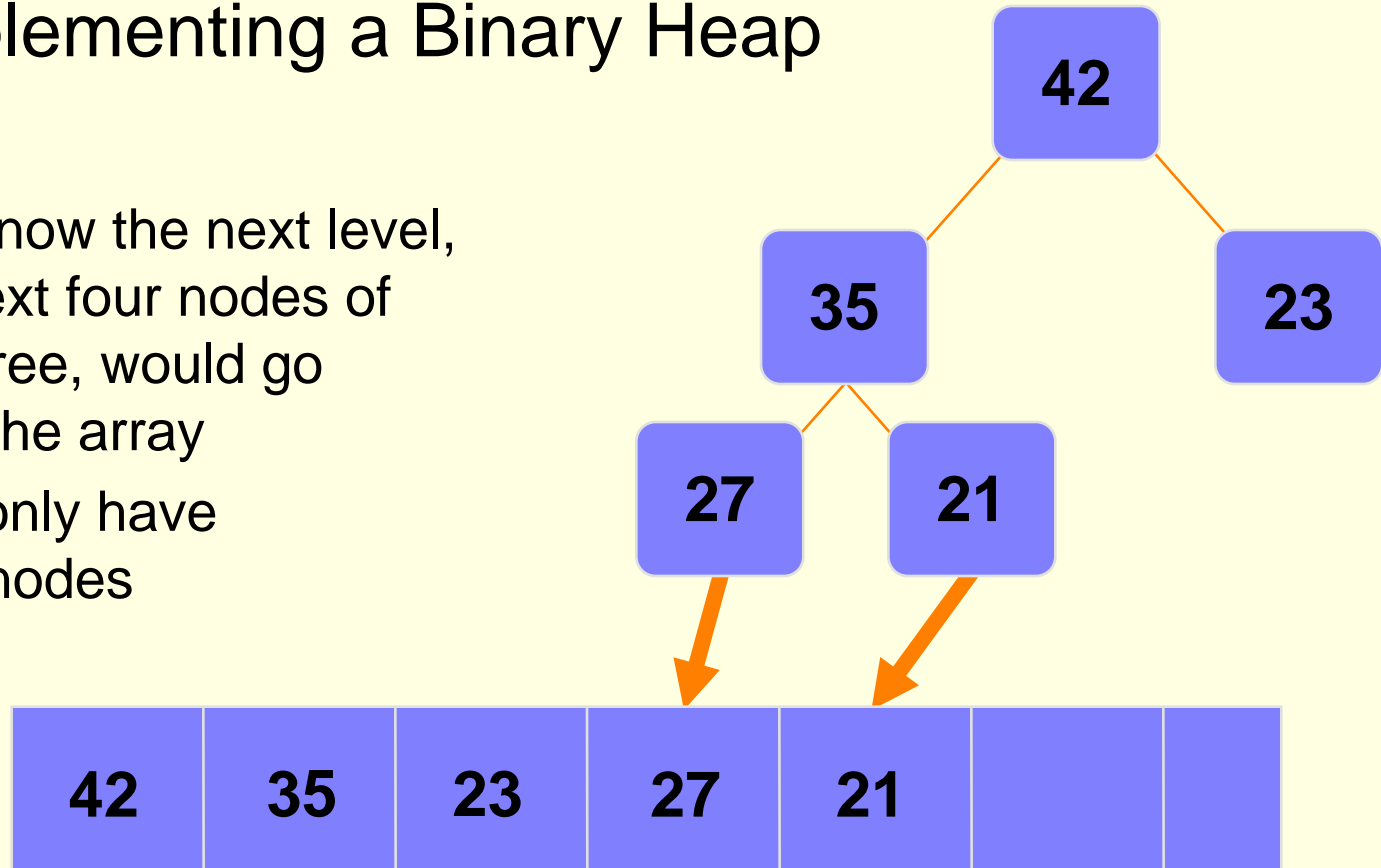 lementing a Binary Heap
now the next level,
ext four nodes of
ree, would go
he array
only have
nodes
42
35 23
27 21
42 35 23 27 21